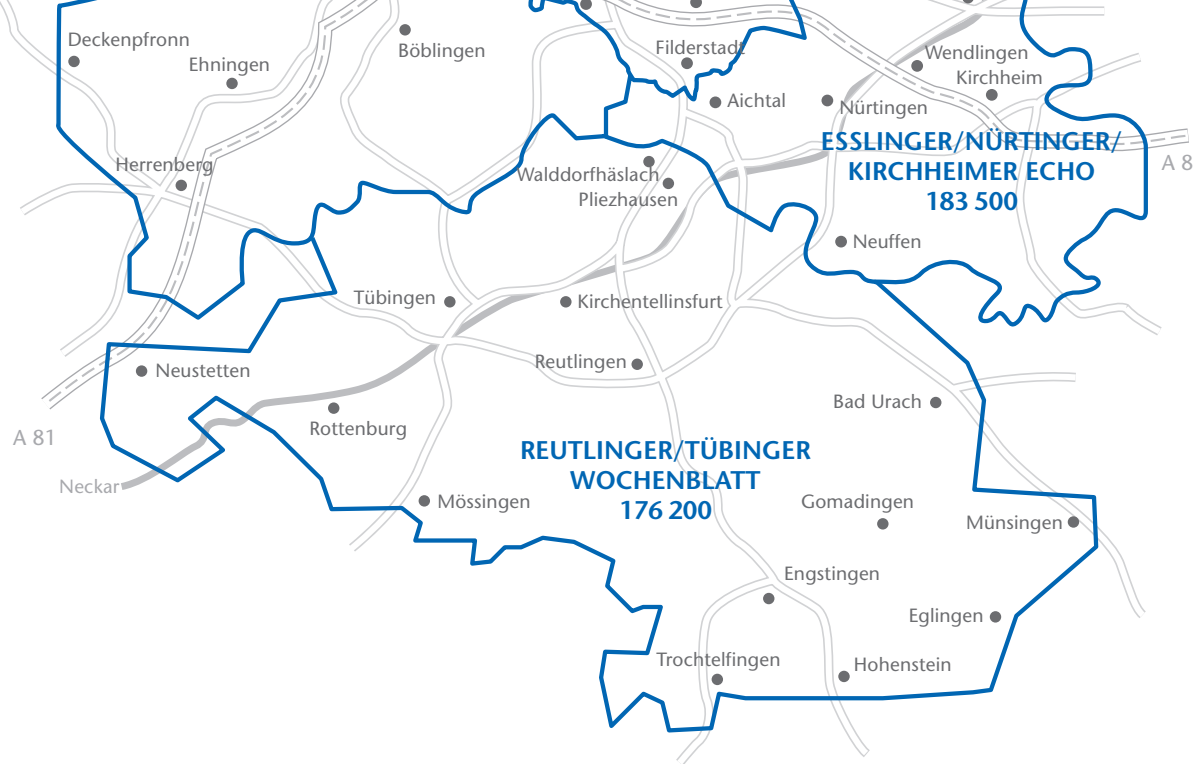 Deckenpfronn
Böblingen
Ehningen
Filderstadt
Wendlingen
Kirchheim
Aichtal
Nürtingen
ESSLINGER/NÜRTINGER/
KIRCHHEIMER ECHO
183 500
A 8
Herrenberg
Walddorfhäslach
Pliezhausen
Neuffen
Tübingen
Kirchentellinsfurt
Reutlingen
Neustetten
Bad Urach
Rottenburg
A 81
Neckar
REUTLINGER/TÜBINGER
WOCHENBLATT
176 200
Mössingen
Gomadingen
Münsingen
Engstingen
Eglingen
Trochtelfingen
Hohenstein